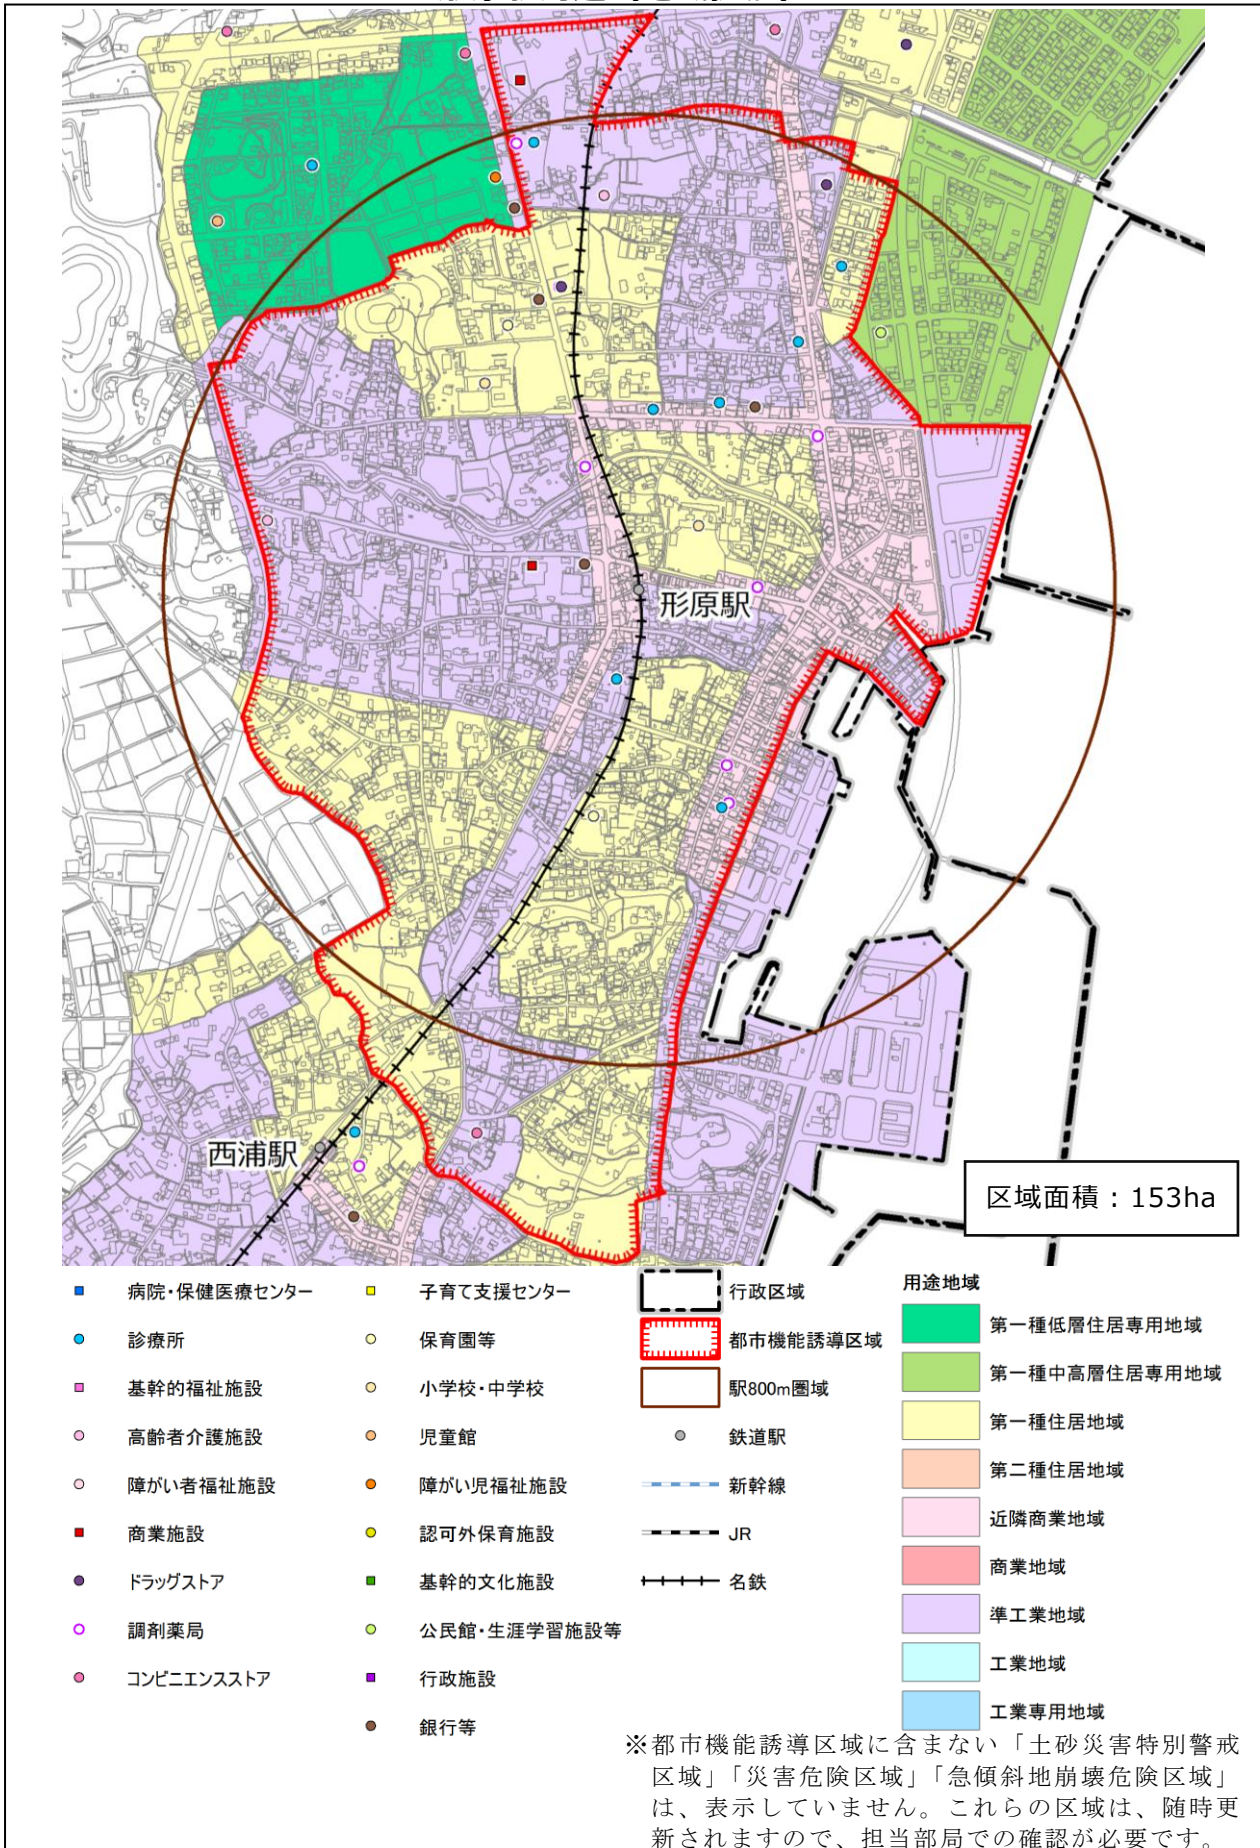 形原駅
西浦駅
区域面積：153ha
病院・保健医療センター
診療所
基幹的福祉施設
高齢者介護施設
障がい者福祉施設
商業施設
ドラッグストア
調剤薬局
コンビニエンスストア
子育て支援センター
保育園等
小学校・中学校
児童館
障がい児福祉施設
認可外保育施設
基幹的文化施設
公民館・生涯学習施設等
行政施設
銀行等
行政区域
都市機能誘導区域
駅800m圏域
鉄道駅
新幹線
JR
名鉄
用途地域
第一種低層住居専用地域
第一種中高層住居専用地域
第一種住居地域
第二種住居地域
近隣商業地域
商業地域
準工業地域
工業地域
工業専用地域
※都市機能誘導区域に含まない「土砂災害特別警戒
区域」「災害危険区域」「急傾斜地崩壊危険区域」
は、表示していません。これらの区域は、随時更
新されますので、担当部局での確認が必要です。